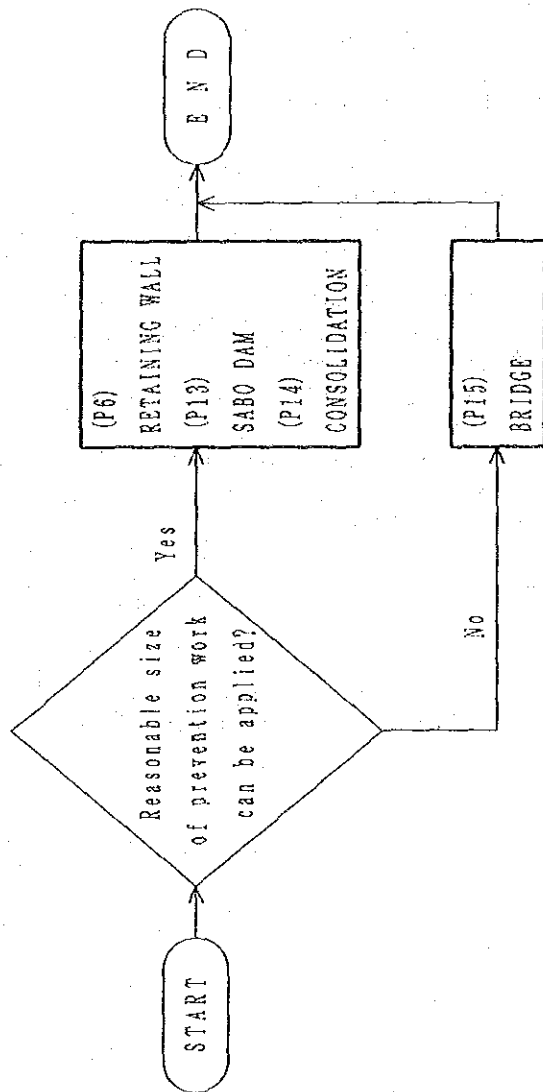 START
Reasonable size
of prevention work
can be applied?
Yes
(P6)
RETAINING WALL
(P13)
SABO DAM
(P14)
CONSOLIDATION
END
No
(P15)
BRIDGE